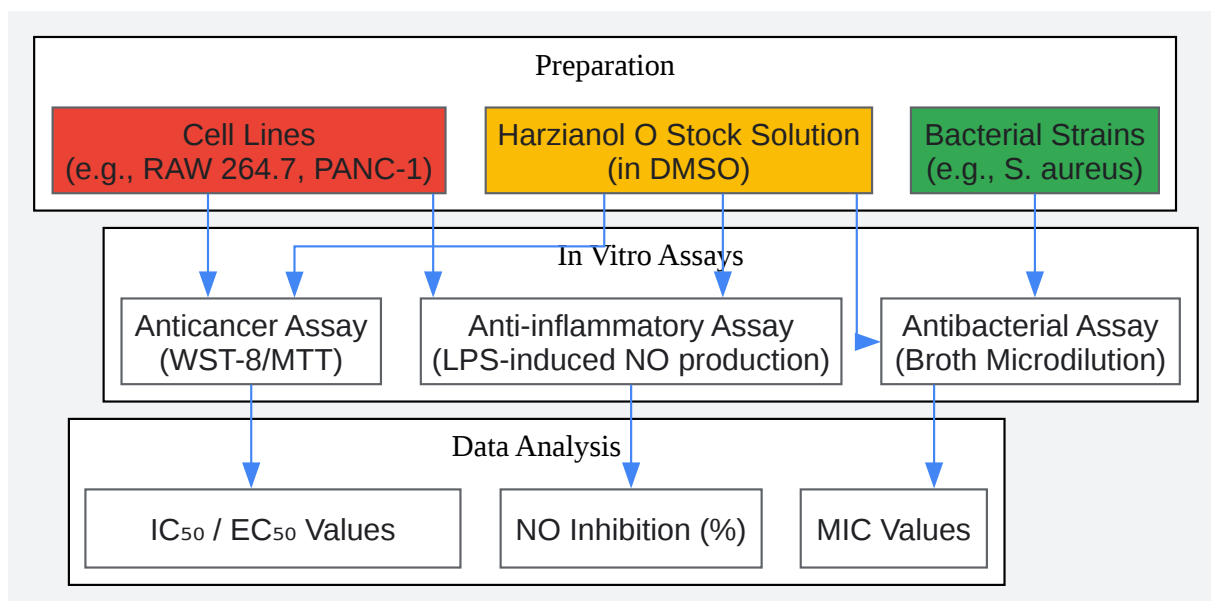 Preparation
Cell Lines
(e.g., RAW 264.7, PANC-1)
Harzianol O Stock Solution
(in DMSO)
Bacterial Strains
(e.g., S. aureus)
In Vitro Assays
Anticancer Assay
(WST-8/MTT)
Anti-inflammatory Assay
(LPS-induced NO production)
Antibacterial Assay
(Broth Microdilution)
Data Analysis
IC₅₀ / EC₅₀ Values
NO Inhibition (%)
MIC Values